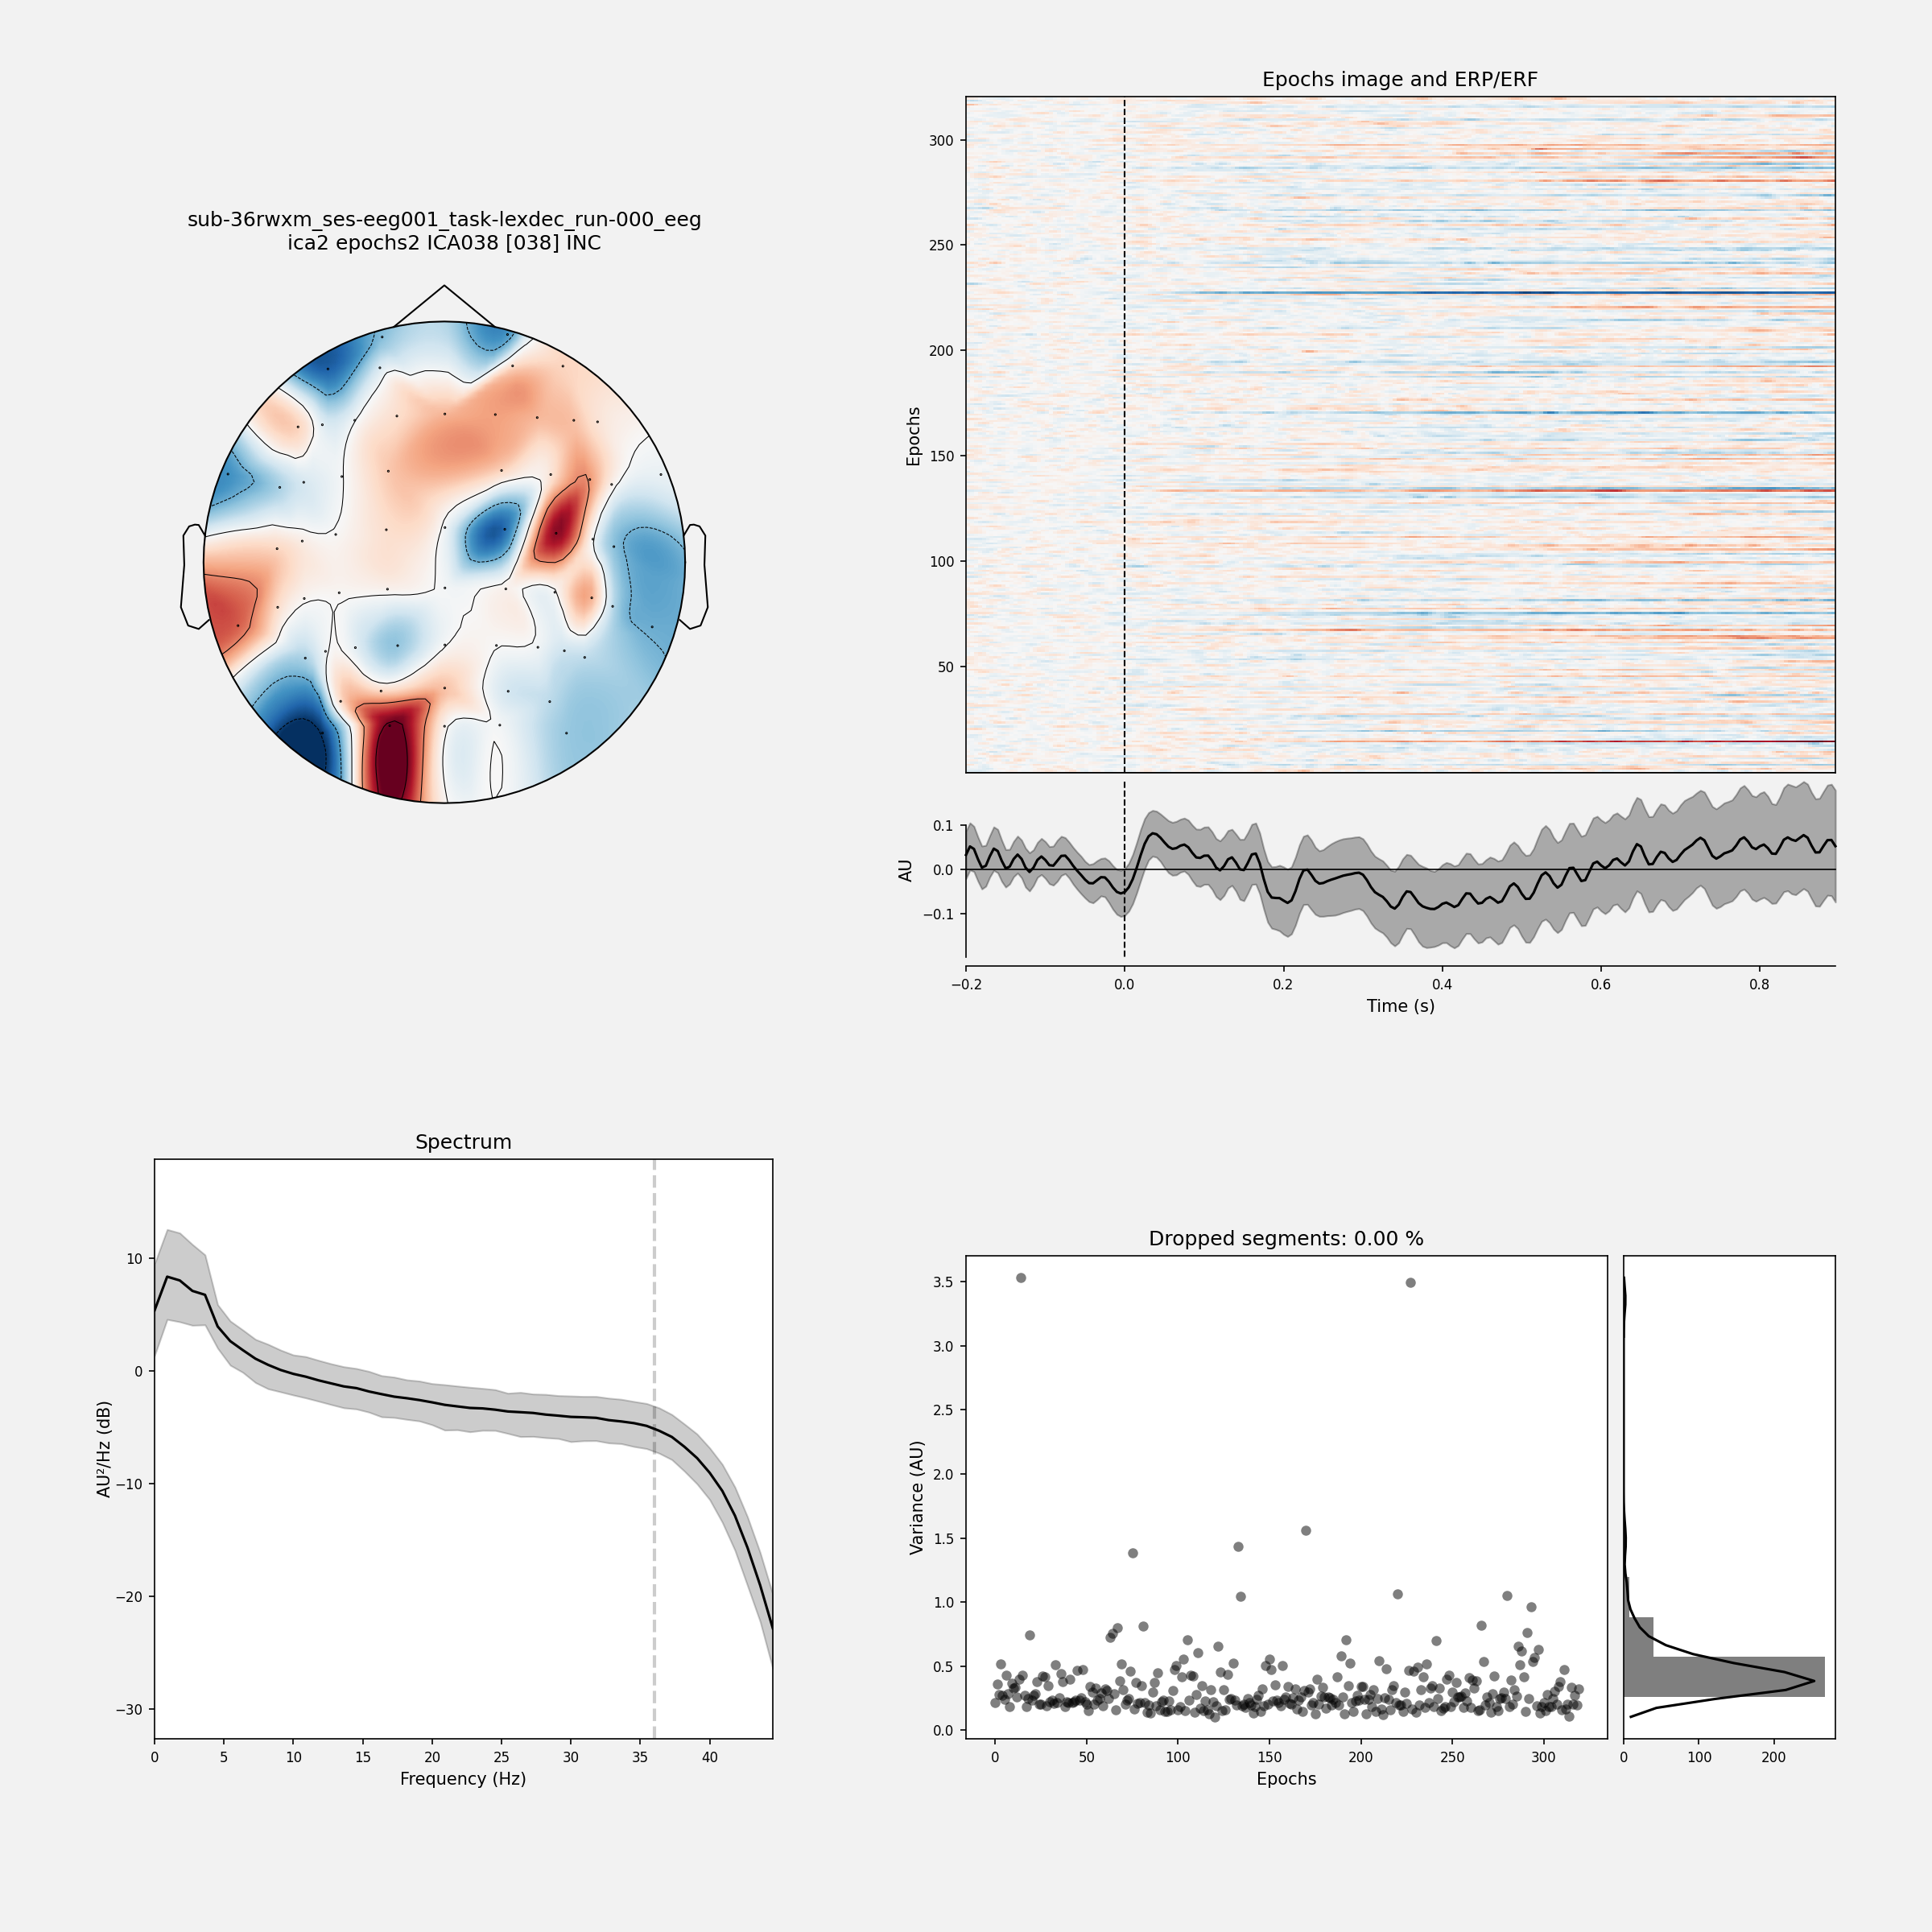 sub-36rwxm_ses-eeg001_task-lexdec_run-000_eeg
ica2 epochs2 ICA038 [038] INC
Epochs image and ERP/ERF
300
250
200
150
100
50
Epochs
0.1
0.0
−0.1
AU
−0.2 0.0 0.2 0.4 0.6 0.8
Time (s)
Spectrum
10
0
−10
−20
−30
AU²/Hz (dB)
0 5 10 15 20 25 30 35 40
Frequency (Hz)
Dropped segments: 0.00 %
3.5
3.0
2.5
2.0
1.5
1.0
0.5
0.0
Variance (AU)
0 50 100 150 200 250 300
Epochs
0 100 200